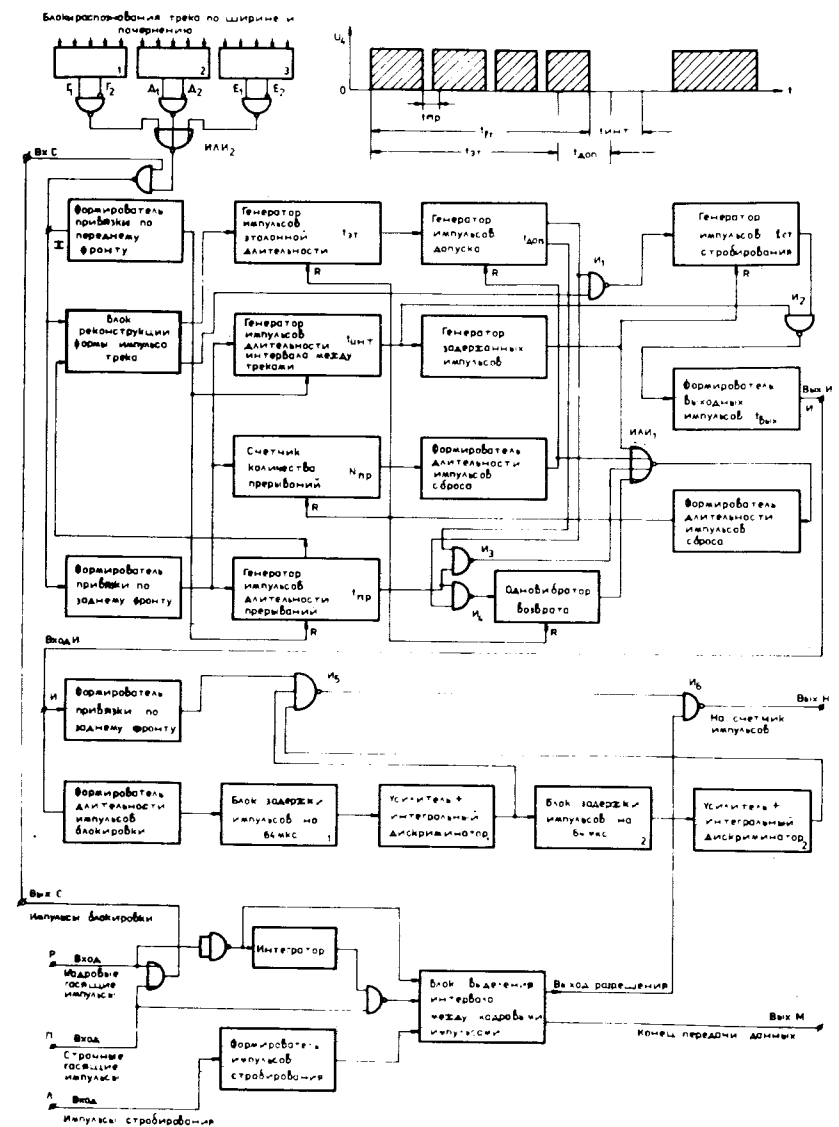 Блоки распознавания трека по ширине и
почернению
1
2
3
Г₁
Г₂
Д₁
Д₂
Е₁
Е₂
ИЛИ₂
U₄
0
t
tпр
tрг
tинт
tэт
tдоп
Вх С
Формирователь
привязки по
переднему
фронту
Генератор
импульсов
эталонной
длительности
tэт
R
Генератор
импульсов
допуска
tдоп
R
И₁
Генератор
импульсов tст
стробирования
R
И₂
Блок
реконструкции
формы импульса
трека
Генератор
импульсов
длительности
интервала между
треками
tинт
Генератор
задержанных
импульсов
Формирователь
выходных
импульсов tвых
Вых И
И
ИЛИ₁
Счетчик
количества
прерываний
Nпр
R
Формирователь
длительности
импульсов
сброса
Формирователь
длительности
импульсов
сброса
Формирователь
привязки по
заднему фронту
Генератор
импульсов
длительности
прерываний
tпр
R
И₃
И₄
Одновибратор
возврата
R
Вход И
И
Формирователь
привязки по
заднему фронту
И₅
И₆
Вых Н
На счетчик
импульсов
Формирователь
длительности
импульсов
блокировки
Блок задержки
импульсов на
64 мкс
1
Усилитель +
интегральный
дискриминатор
1
Блок задержки
импульсов на
64 мкс
2
Усилитель +
интегральный
дискриминатор
2
Вых С
Импульсы блокировки
Р Вход
Кадровые
гасящие
импульсы
Интегратор
П Вход
Строчные
гасящие
импульсы
Формирователь
импульсов
стробирования
Блок выделения
интервала
между кадровыми
импульсами
Выход разрешения
Вых М
Конец передачи данных
Л Вход
Импульсы стробирования